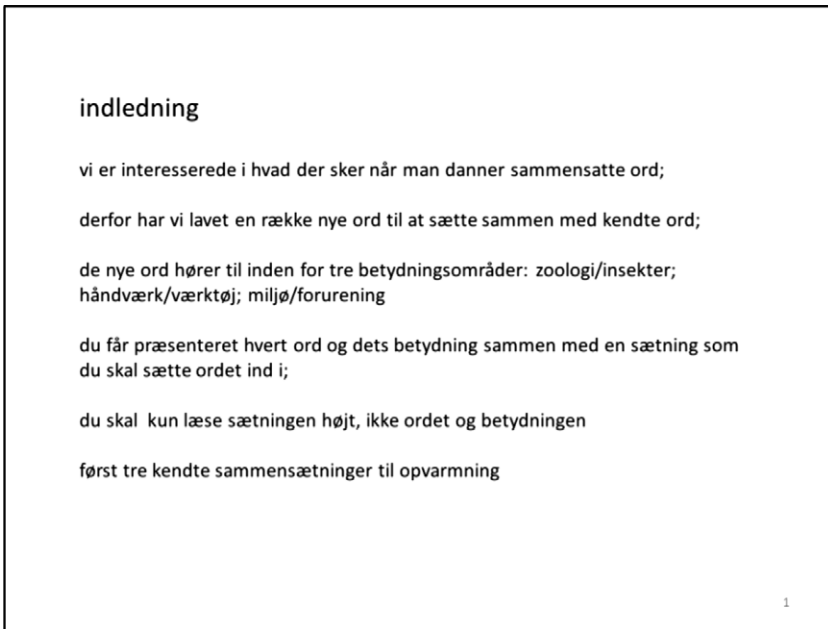 indledning
vi er interesserede i hvad der sker når man danner sammensatte ord;
derfor har vi lavet en række nye ord til at sætte sammen med kendte ord;
de nye ord hører til inden for tre betydningsområder: zoologi/insekter;
håndværk/værktøj; miljø/forurening
du får præsenteret hvert ord og dets betydning sammen med en sætning som
du skal sætte ordet ind i;
du skal  kun læse sætningen højt, ikke ordet og betydningen
først tre kendte sammensætninger til opvarmning
1